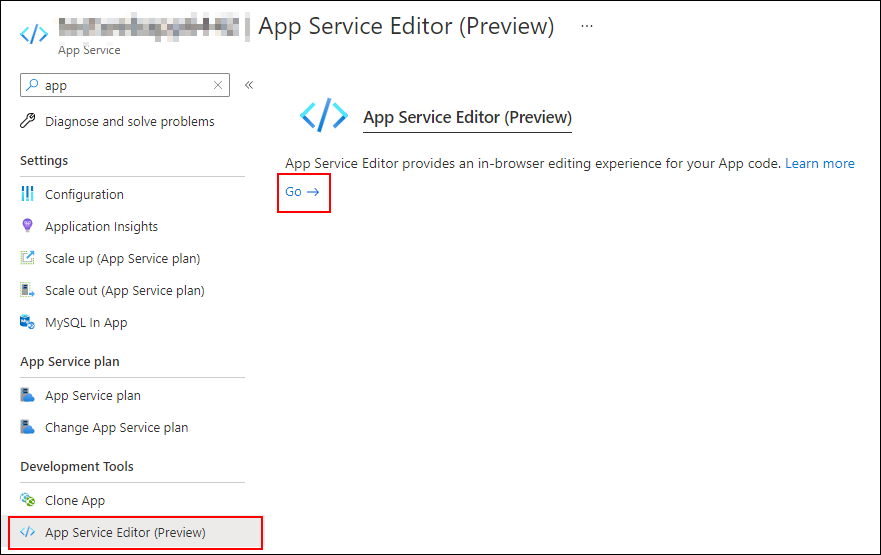 App Service Editor (Preview) ...
App Service
app
Diagnose and solve problems
Settings
Configuration
Application Insights
Scale up (App Service plan)
Scale out (App Service plan)
MySQL In App
App Service plan
App Service plan
Change App Service plan
Development Tools
Clone App
App Service Editor (Preview)
App Service Editor (Preview)
App Service Editor provides an in-browser editing experience for your App code. Learn more
Go →